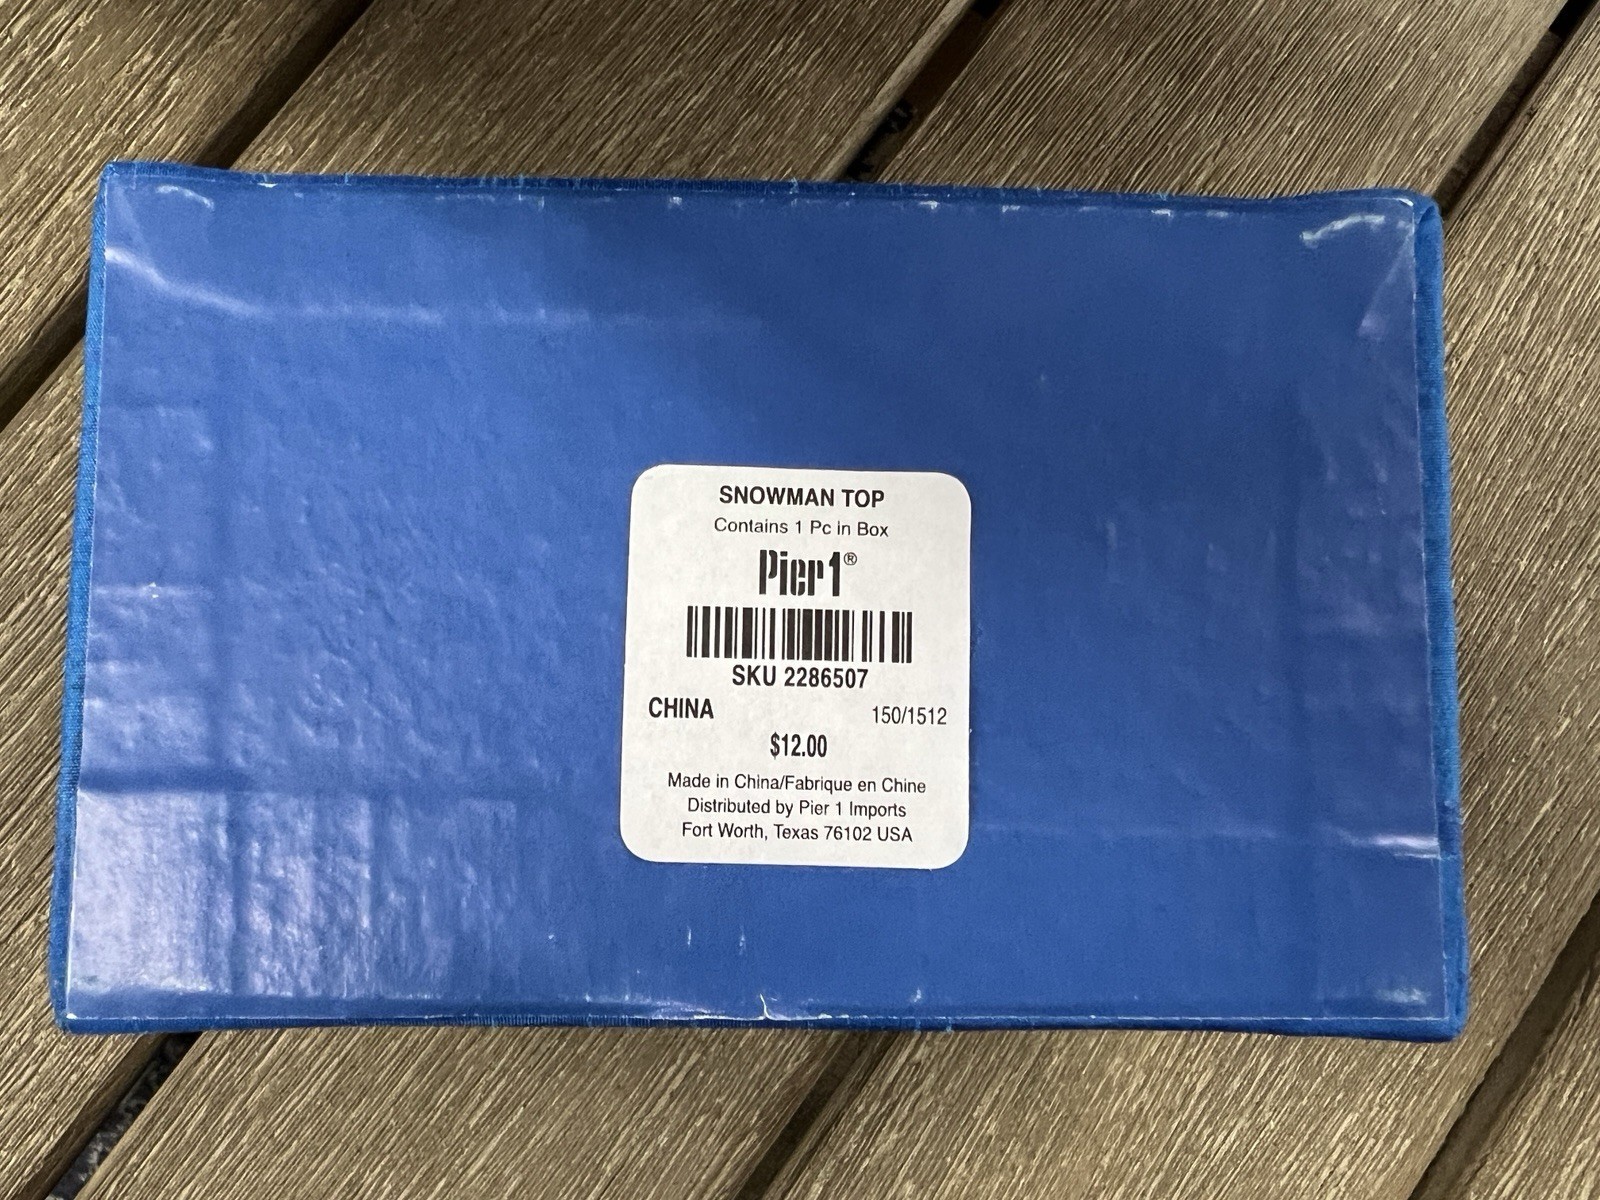 SNOWMAN TOP
Contains 1 Pc in Box
Pier1®
SKU 2286507
CHINA 150/1512
$12.00
Made in China/Fabrique en Chine
Distributed by Pier 1 Imports
Fort Worth, Texas 76102 USA